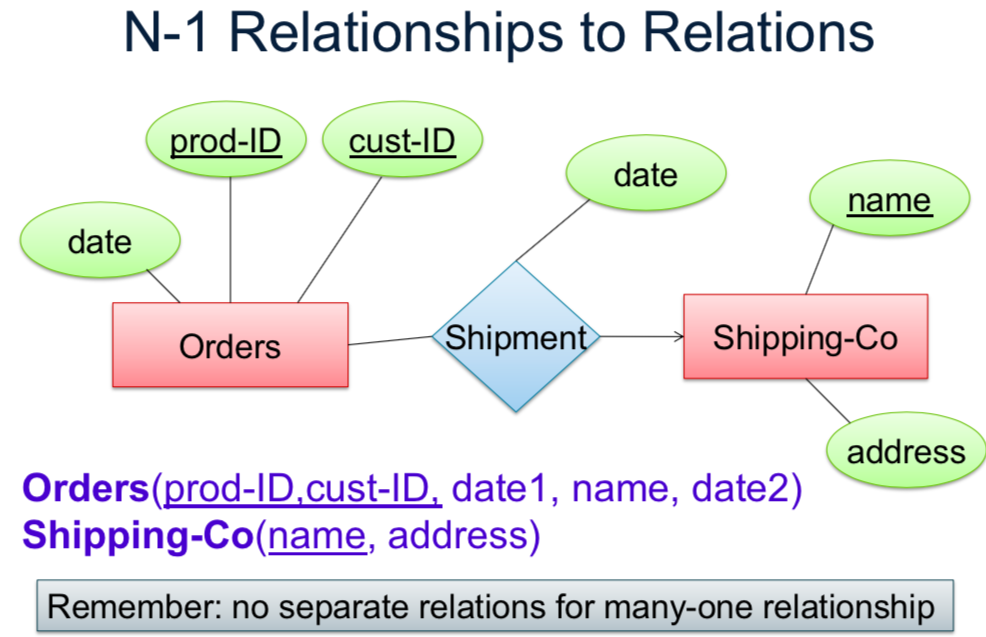 N-1 Relationships to Relations
prod-ID
cust-ID
date
name
date
Orders
Shipment
Shipping-Co
address
Orders(prod-ID,cust-ID, date1, name, date2)
Shipping-Co(name, address)
Remember: no separate relations for many-one relationship